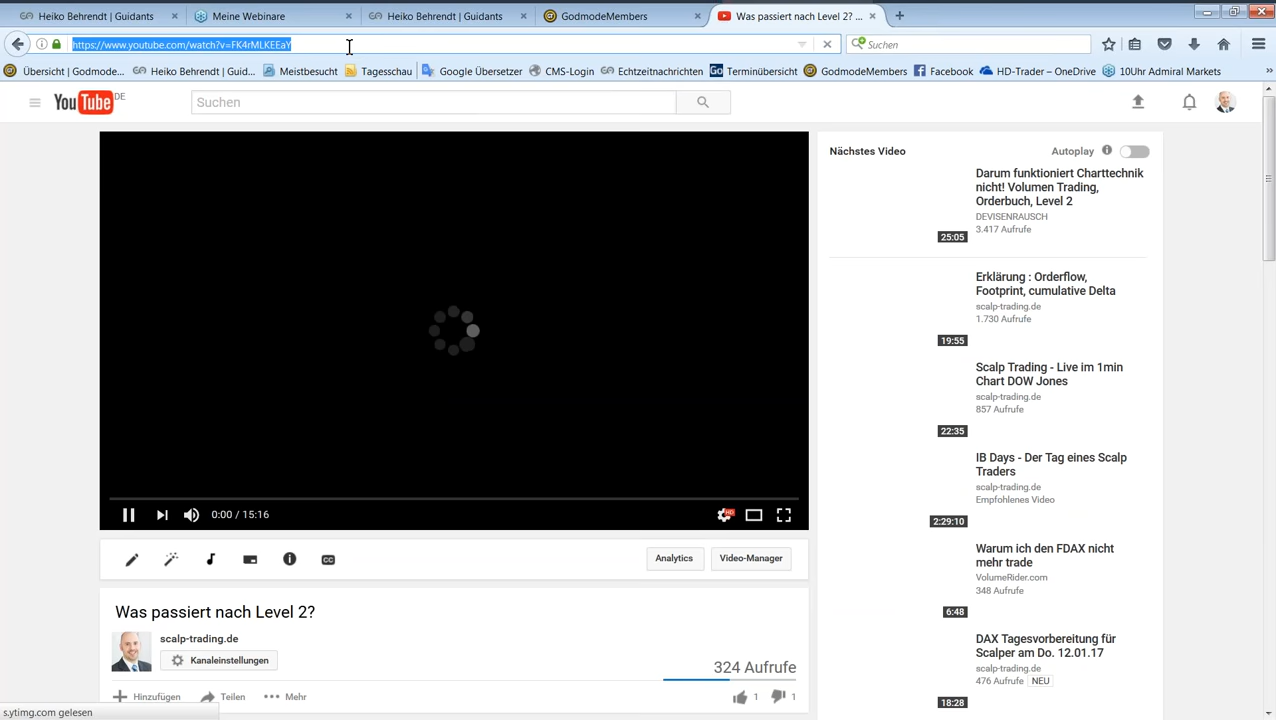 Heiko Behrendt | Guidants
Meine Webinare
Heiko Behrendt | Guidants
GodmodeMembers
Was passiert nach Level 2? ...
https://www.youtube.com/watch?v=FK4rMLKEEaY
Suchen
Übersicht | Godmode...
Heiko Behrendt | Guid...
Meistbesucht
Tagesschau
Google Übersetzer
CMS-Login
Echtzeitnachrichten
Terminübersicht
GodmodeMembers
Facebook
HD-Trader – OneDrive
10Uhr Admiral Markets
YouTube DE
Suchen
Nächstes Video
Autoplay
Darum funktioniert Charttechnik
nicht! Volumen Trading,
Orderbuch, Level 2
DEVISENRAUSCH
3.417 Aufrufe
25:05
Erklärung : Orderflow,
Footprint, cumulative Delta
scalp-trading.de
1.730 Aufrufe
19:55
Scalp Trading - Live im 1min
Chart DOW Jones
scalp-trading.de
857 Aufrufe
22:35
IB Days - Der Tag eines Scalp
Traders
scalp-trading.de
Empfohlenes Video
2:29:10
Warum ich den FDAX nicht
mehr trade
VolumeRider.com
348 Aufrufe
6:48
DAX Tagesvorbereitung für
Scalper am Do. 12.01.17
scalp-trading.de
476 Aufrufe NEU
18:28
0:00 / 15:16
HD
CC
Analytics
Video-Manager
Was passiert nach Level 2?
scalp-trading.de
Kanaleinstellungen
324 Aufrufe
Hinzufügen
Teilen
Mehr
1
1
s.ytimg.com gelesen